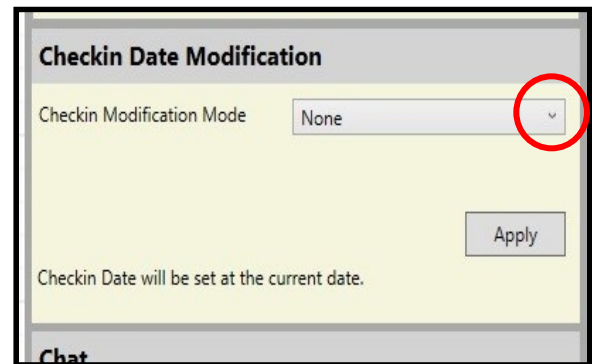 Checkin Date Modification
Checkin Modification Mode None
Apply
Checkin Date will be set at the current date.
Chat